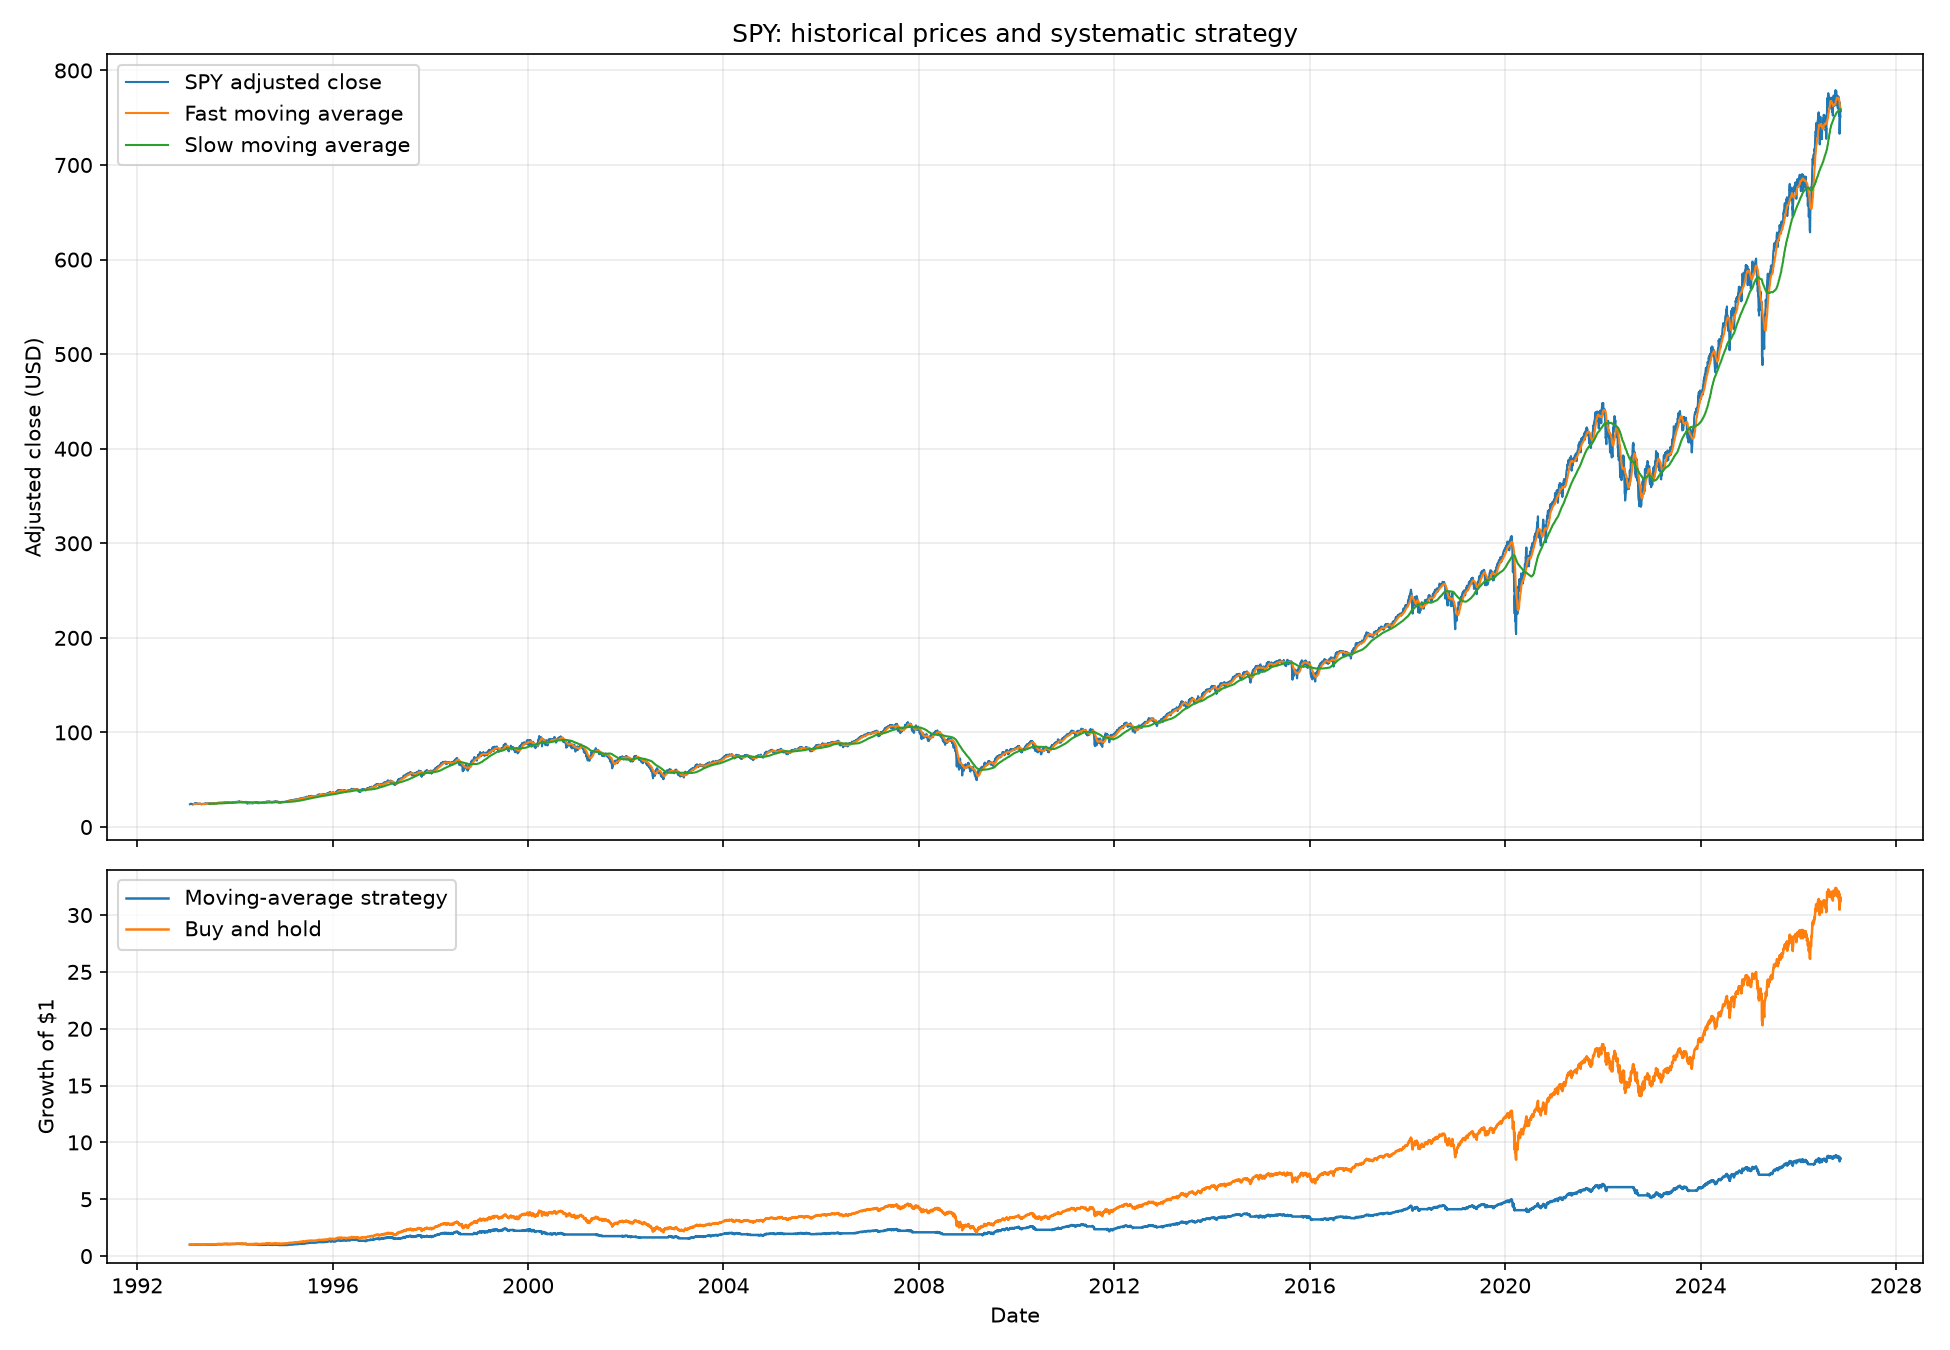 SPY: historical prices and systematic strategy
SPY adjusted close
Fast moving average
Slow moving average
800
700
600
500
400
300
200
100
0
Adjusted close (USD)
Moving-average strategy
Buy and hold
30
25
20
15
10
5
0
Growth of $1
1992 1996 2000 2004 2008 2012 2016 2020 2024 2028
Date